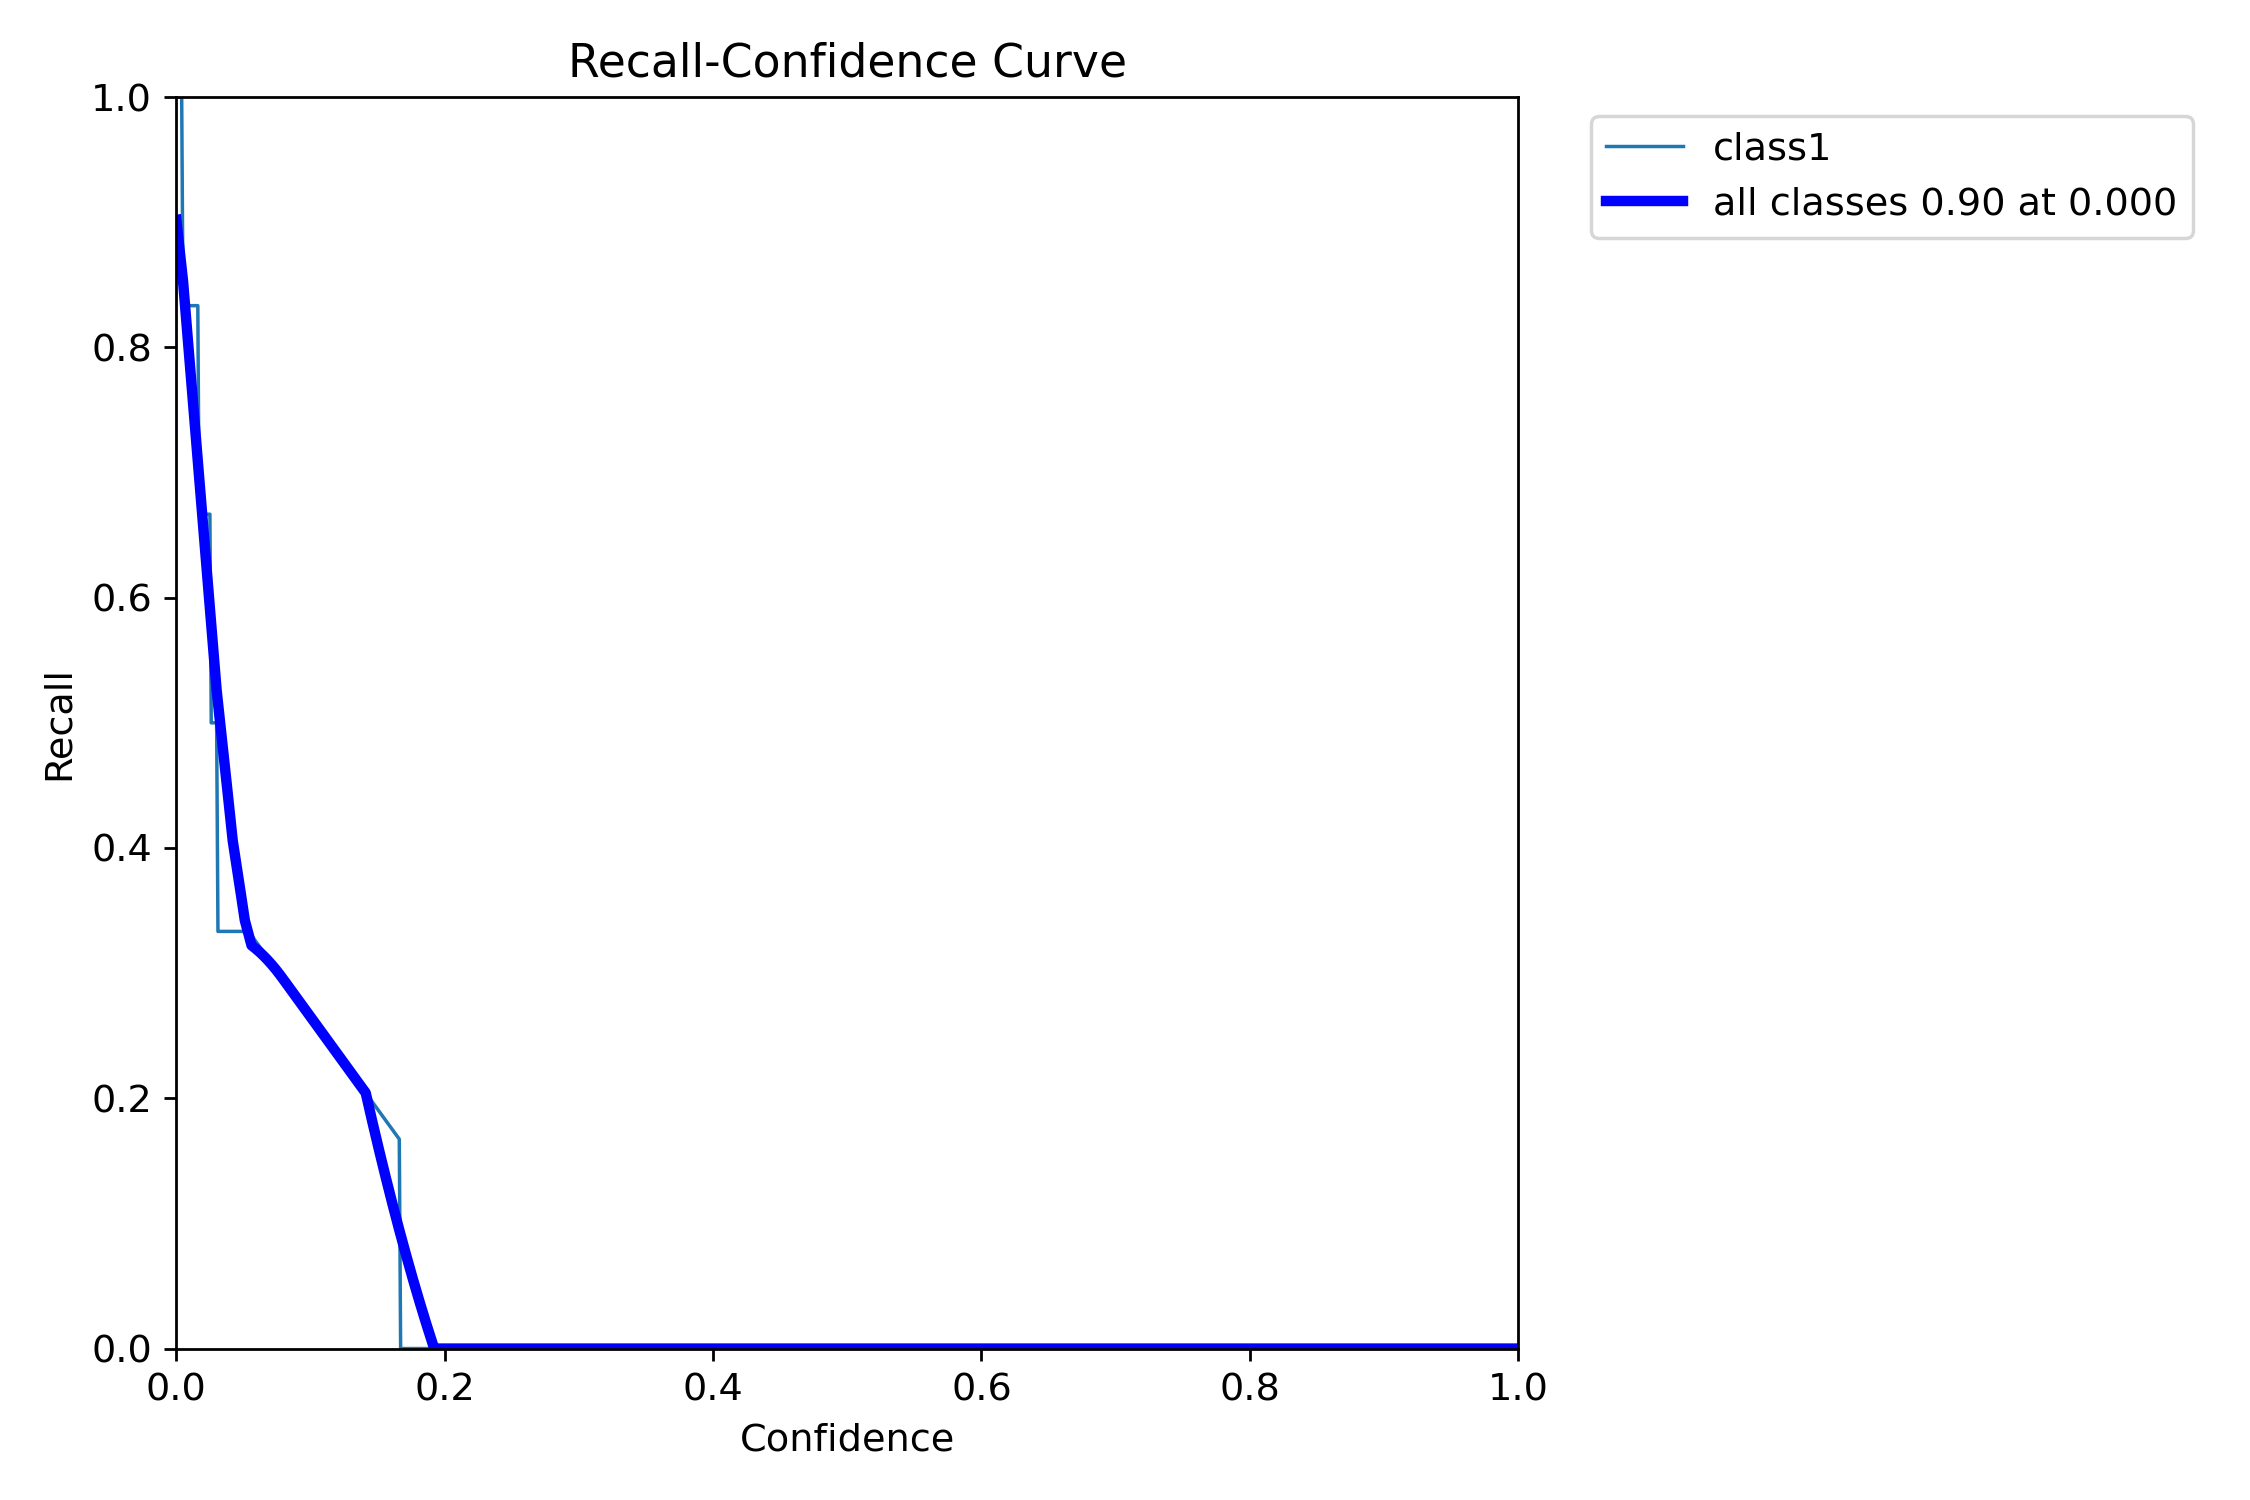 Recall-Confidence Curve
1.0
0.8
0.6
0.4
0.2
0.0
Recall
0.0 0.2 0.4 0.6 0.8 1.0
Confidence
class1
all classes 0.90 at 0.000